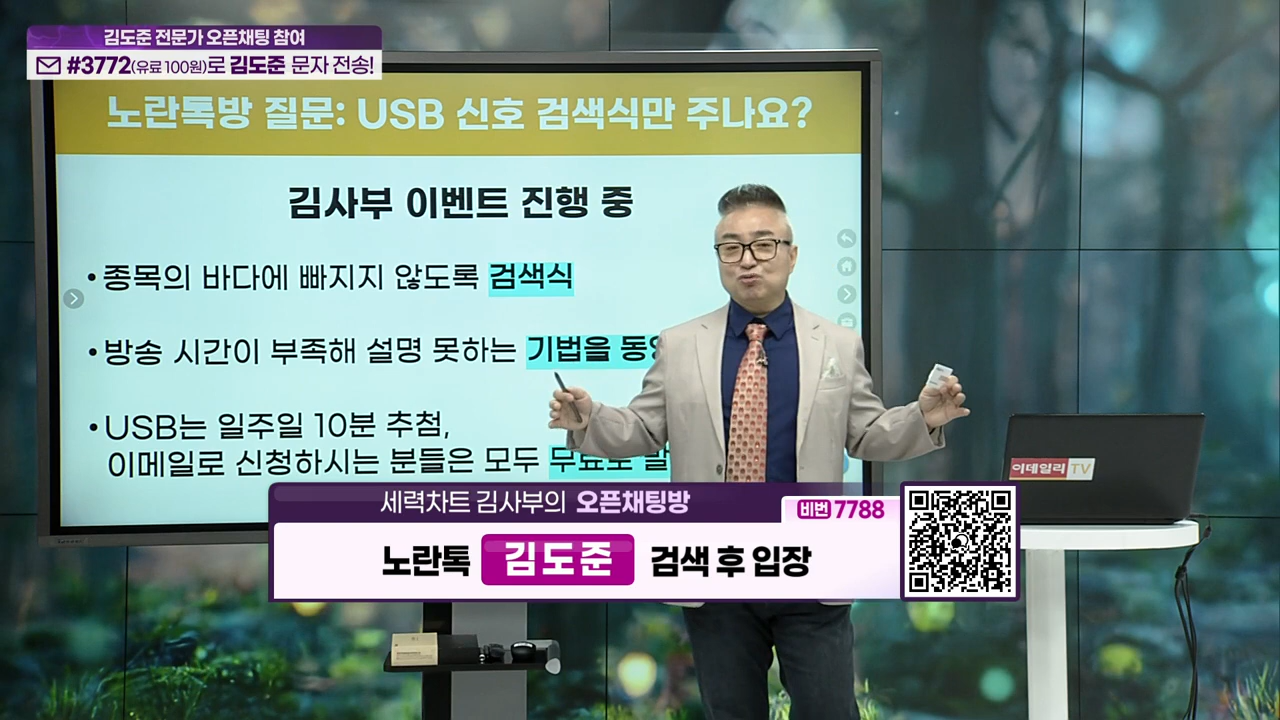 김도준 전문가 오픈채팅 참여
#3772(유료 100원)로 김도준 문자 전송!
노란톡방 질문: USB 신호 검색식만 주나요?
김사부 이벤트 진행 중
• 종목의 바다에 빠지지 않도록 검색식
• 방송 시간이 부족해 설명 못하는 기법을
• USB는 일주일 10분 추첨,
이메일로 신청하시는 분들은 모두 무료로
이데일리 TV
세력차트 김사부의 오픈채팅방
비번 7788
노란톡 김도준 검색 후 입장